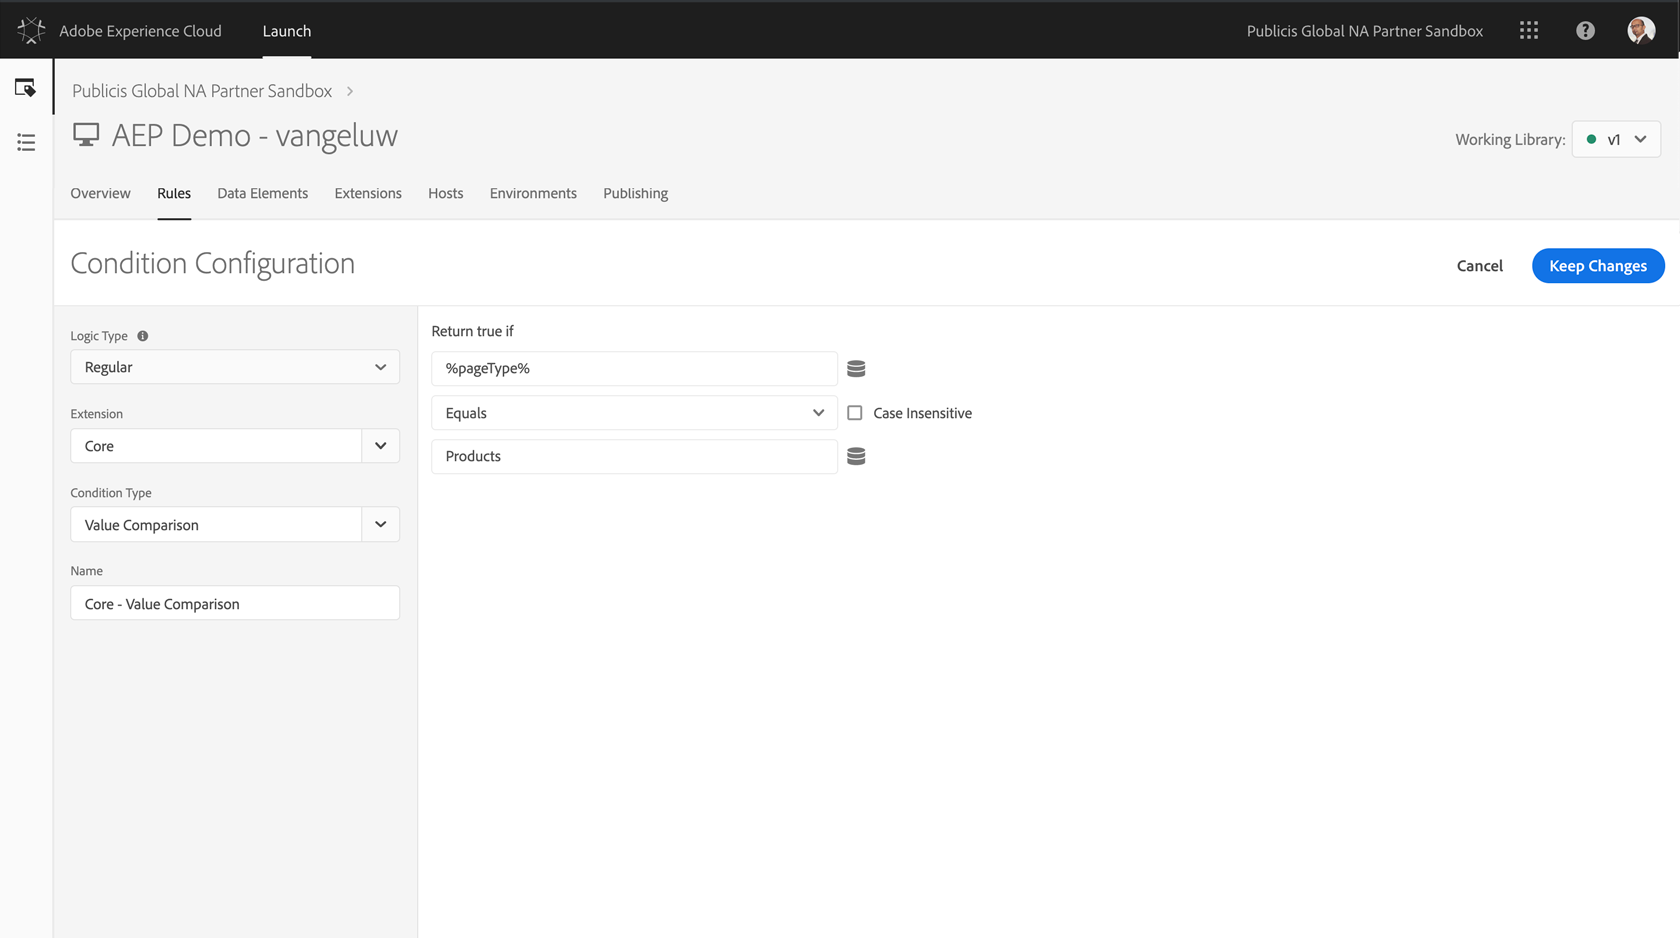 Adobe Experience Cloud
Launch
Publicis Global NA Partner Sandbox
Publicis Global NA Partner Sandbox
AEP Demo - vangeluw
Working Library:
v1
Overview
Rules
Data Elements
Extensions
Hosts
Environments
Publishing
Condition Configuration
Cancel
Keep Changes
Logic Type
Regular
Extension
Core
Condition Type
Value Comparison
Name
Core - Value Comparison
Return true if
%pageType%
Equals
Case Insensitive
Products